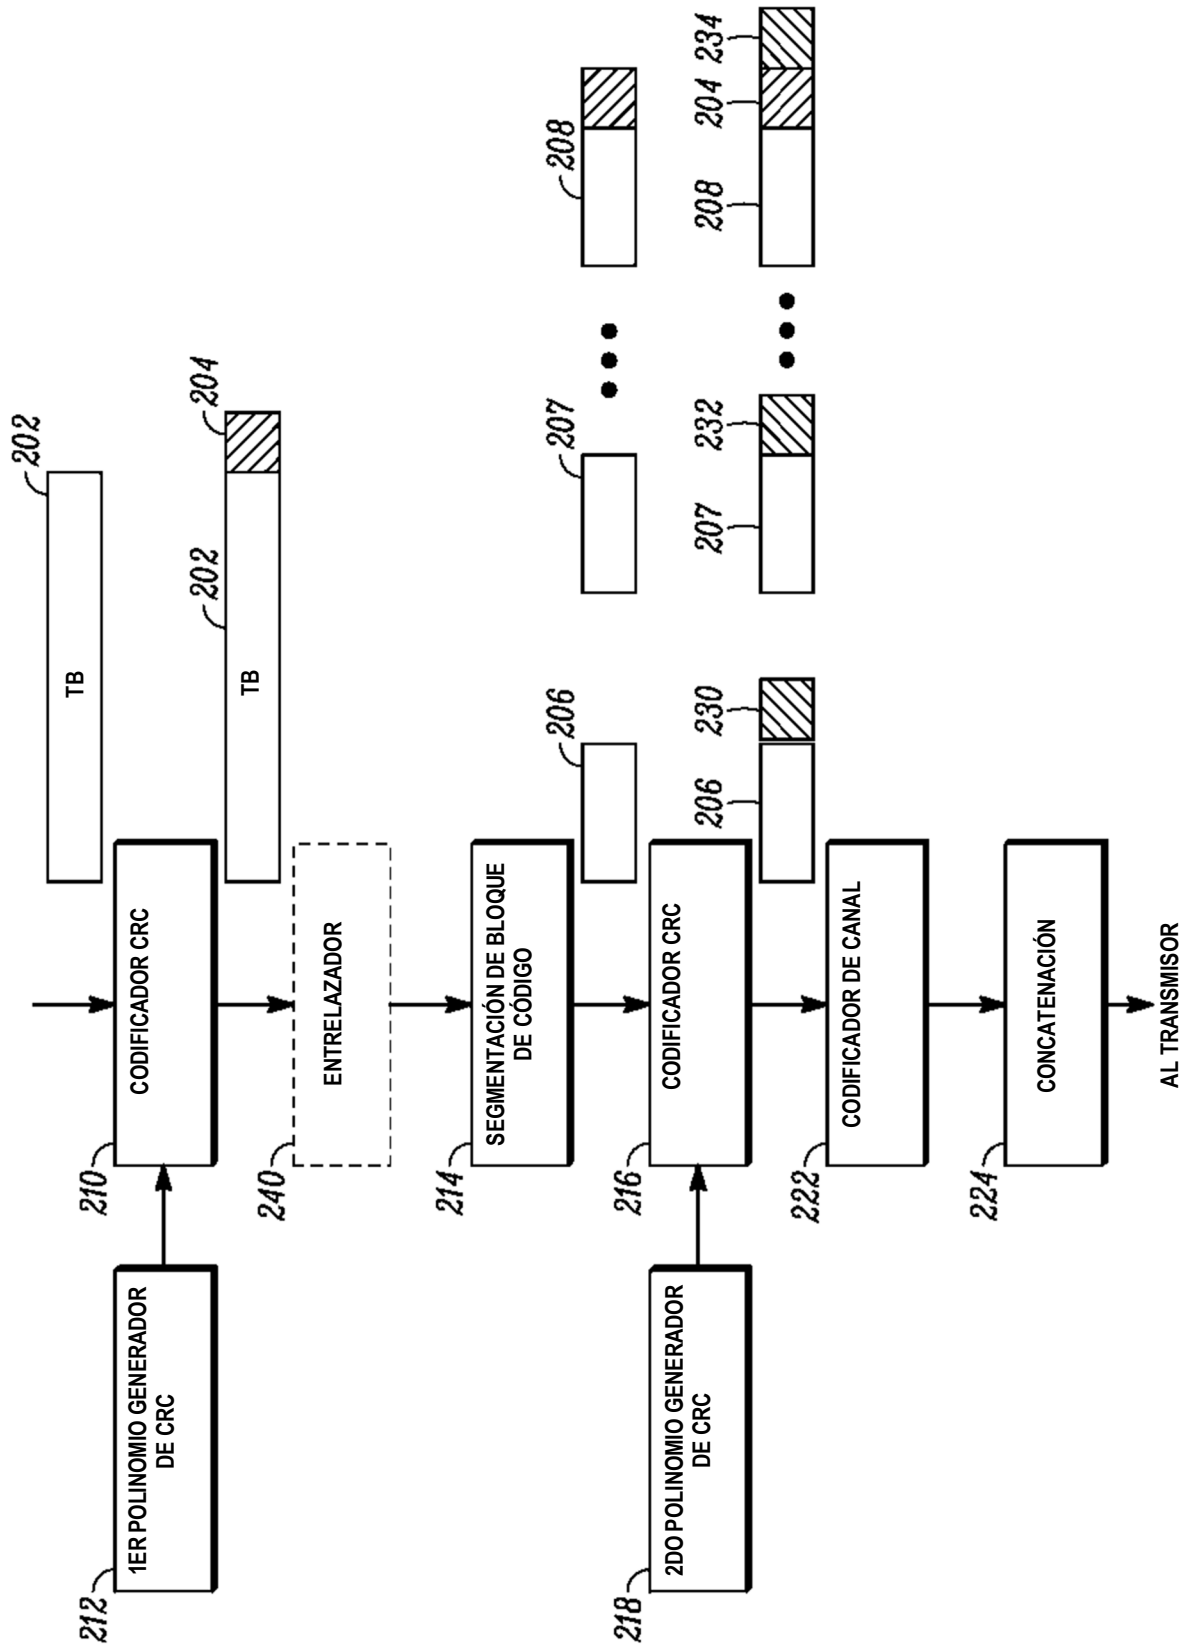 202
TB
212
1ER POLINOMIO GENERADOR
DE CRC
210
CODIFICADOR CRC
202
204
TB
240
ENTRELAZADOR
214
SEGMENTACIÓN DE BLOQUE
DE CÓDIGO
206
207
208
218
2DO POLINOMIO GENERADOR
DE CRC
216
CODIFICADOR CRC
206
230
207
232
208
204
234
222
CODIFICADOR DE CANAL
224
CONCATENACIÓN
AL TRANSMISOR